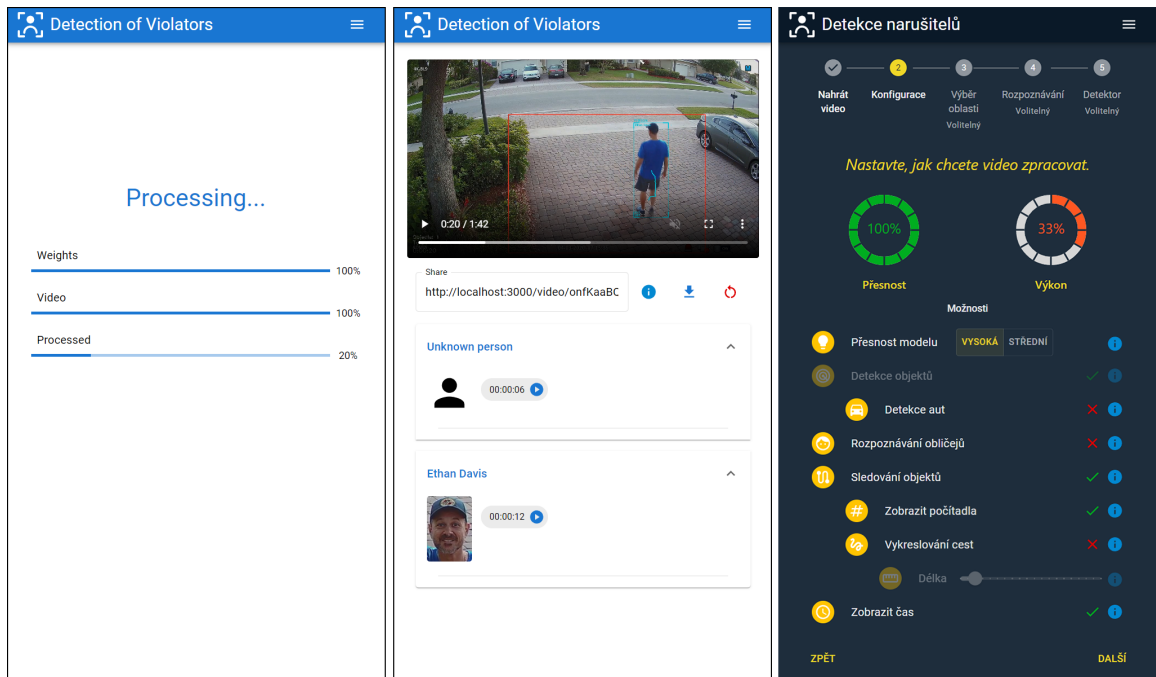 Detection of Violators
Processing...
Weights
100%
Video
100%
Processed
20%
Detection of Violators
0:20 / 1:42
Share
http://localhost:3000/video/onfKaaBC
Unknown person
00:00:06
Ethan Davis
00:00:12
Detekce narušitelů
2
3
4
5
Nahrát video
Konfigurace
Výběr oblasti
Volitelný
Rozpoznávání
Volitelný
Detektor
Volitelný
Nastavte, jak chcete video zpracovat.
100%
33%
Přesnost
Výkon
Možnosti
Přesnost modelu
VYSOKÁ
STŘEDNÍ
Detekce objektů
Detekce aut
Rozpoznávání obličejů
Sledování objektů
Zobrazit počítadla
Vykreslování cest
Délka
Zobrazit čas
ZPĚT
DALŠÍ